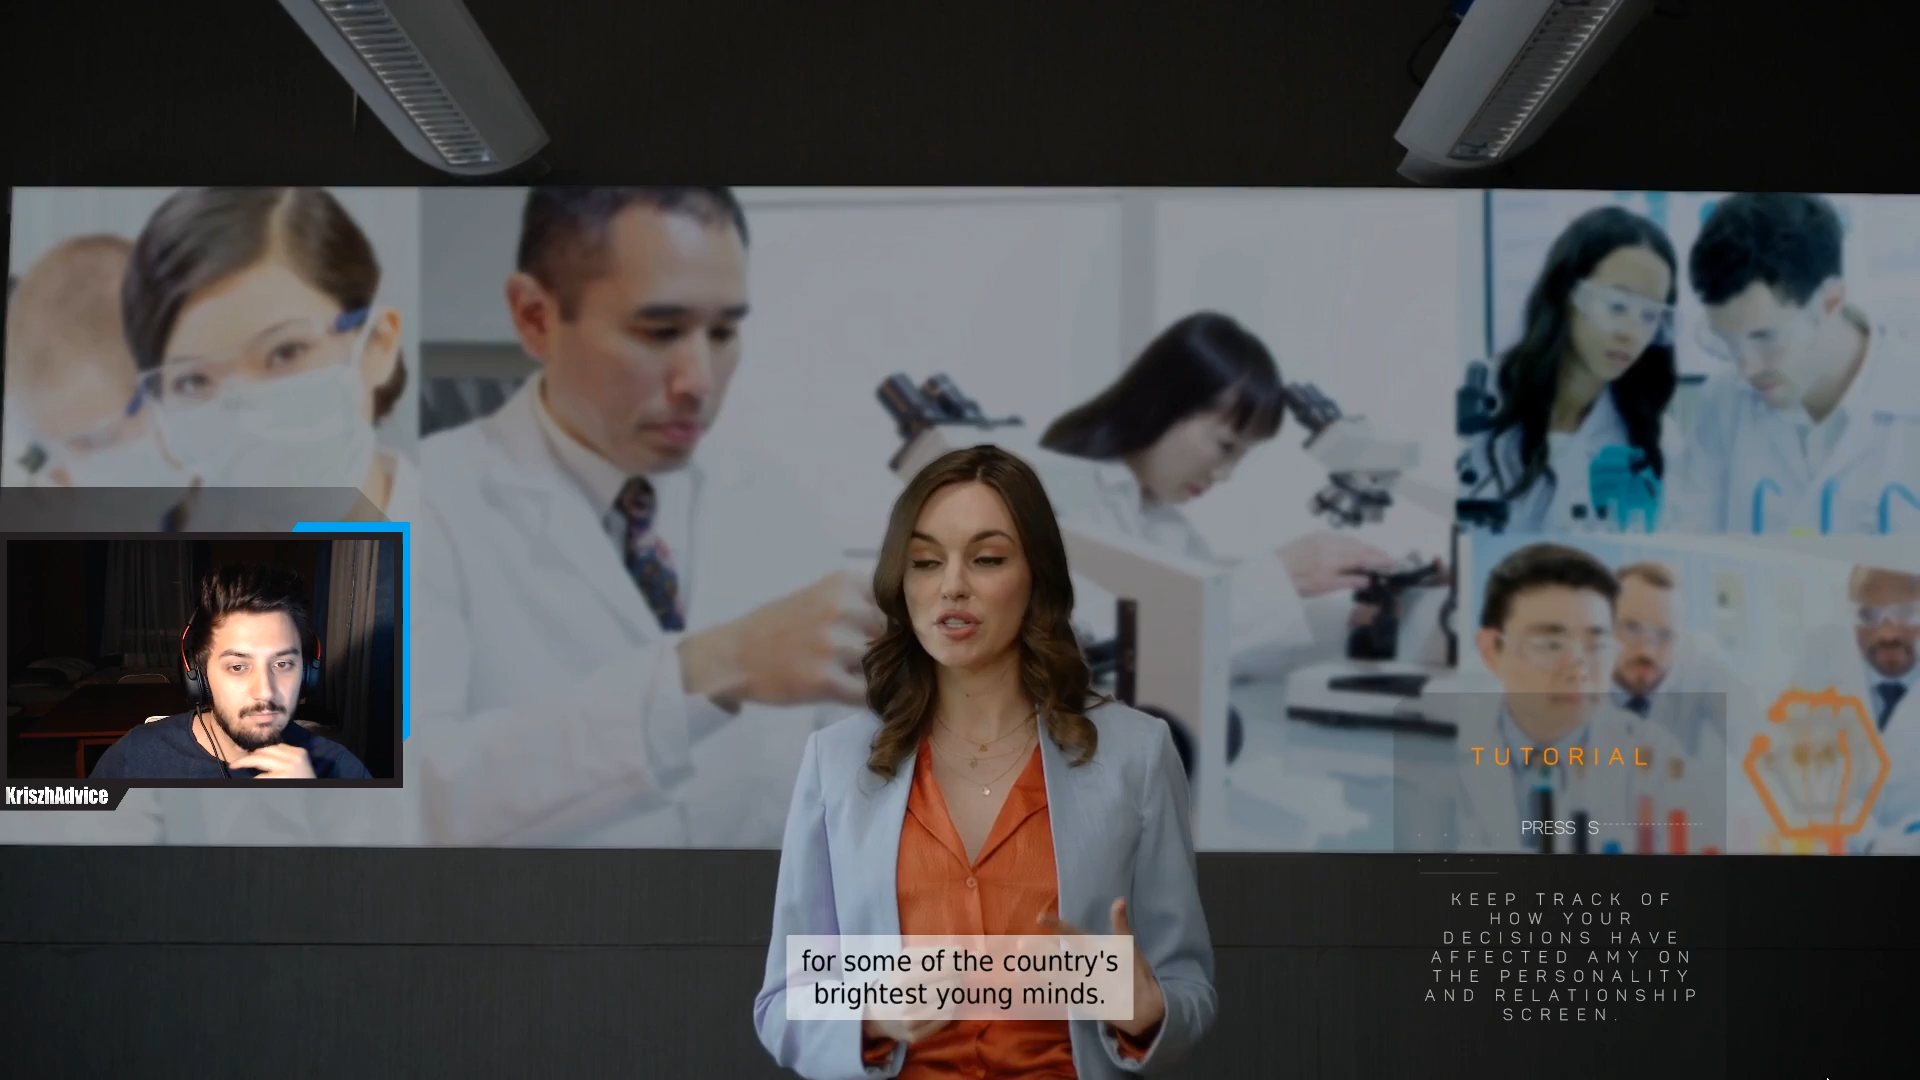 KriszhAdvice
TUTORIAL
PRESS S
KEEP TRACK OF
HOW YOUR
DECISIONS HAVE
AFFECTED AMY ON
THE PERSONALITY
AND RELATIONSHIP
SCREEN.
for some of the country's
brightest young minds.